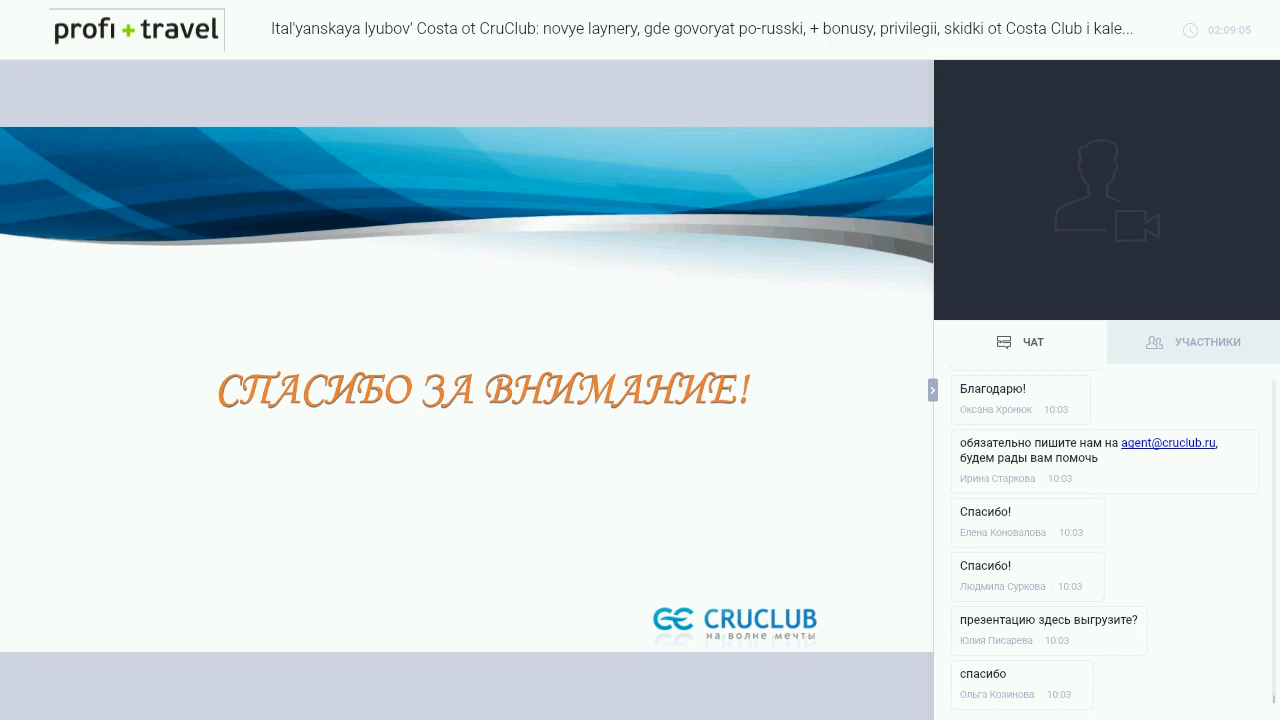 profi + travel
Ital'yanskaya lyubov' Costa ot CruClub: novye laynery, gde govoryat po-russki, + bonusy, privilegii, skidki ot Costa Club i kale...
02:09:05
СПАСИБО ЗА ВНИМАНИЕ!
CRUCLUB
на волне мечты
ЧАТ
УЧАСТНИКИ
Благодарю!
Оксана Хронюк · 10:03
обязательно пишите нам на agent@cruclub.ru,
будем рады вам помочь
Ирина Старкова · 10:03
Спасибо!
Елена Коновалова · 10:03
Спасибо!
Людмила Суркова · 10:03
презентацию здесь выгрузите?
Юлия Писарева · 10:03
спасибо
Ольга Козинова · 10:03